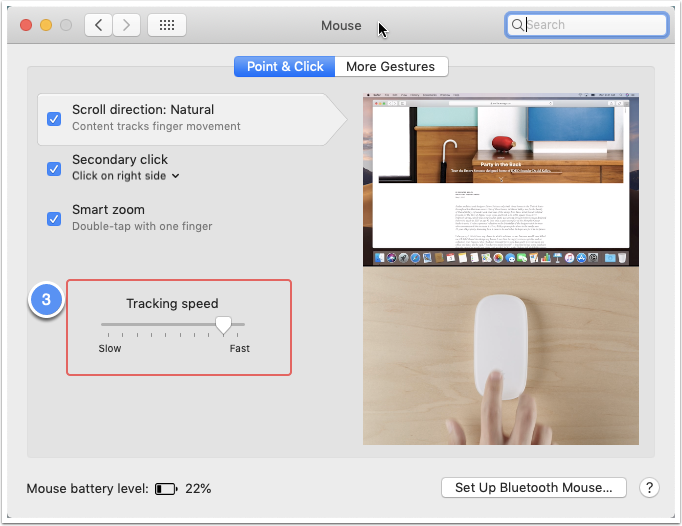 Mouse
Search
Point & Click
More Gestures
Scroll direction: Natural
Content tracks finger movement
Secondary click
Click on right side
Smart zoom
Double-tap with one finger
3
Tracking speed
Slow
Fast
Party in the Back
Mouse battery level:
22%
Set Up Bluetooth Mouse...
?